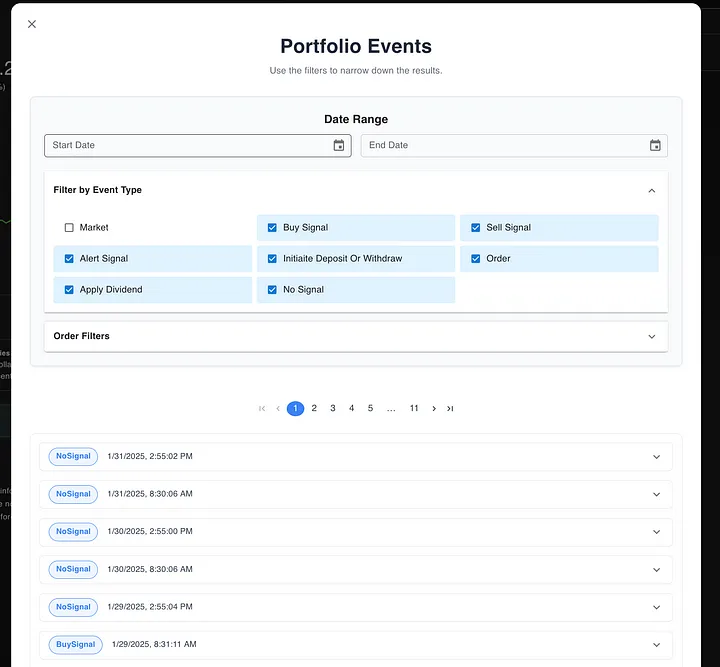 Portfolio Events
Use the filters to narrow down the results.
Date Range
Start Date
End Date
Filter by Event Type
Market
Buy Signal
Sell Signal
Alert Signal
Initiaite Deposit Or Withdraw
Order
Apply Dividend
No Signal
Order Filters
1 2 3 4 5 ... 11
NoSignal 1/31/2025, 2:55:02 PM
NoSignal 1/31/2025, 8:30:06 AM
NoSignal 1/30/2025, 2:55:00 PM
NoSignal 1/30/2025, 8:30:06 AM
NoSignal 1/29/2025, 2:55:04 PM
BuySignal 1/29/2025, 8:31:11 AM